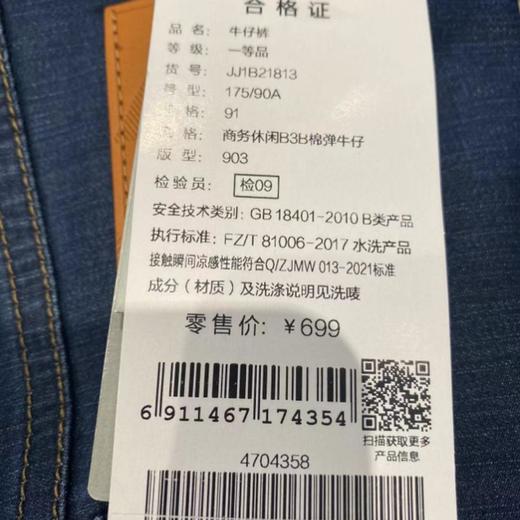 合格证
品 名: 牛仔裤
等 级: 一等品
货 号: JJ1B21813
型: 175/90A
格: 91
格: 商务休闲B3B棉弹牛仔
版 型: 903
检验员: 检09
安全技术类别: GB 18401-2010 B类产品
执行标准: FZ/T 81006-2017 水洗产品
接触瞬间凉感性能符合Q/ZJMW 013-2021标准
成分（材质）及洗涤说明见洗唛
零售价: ¥699
6 911467 174354
扫描获取更多
产品信息
4704358